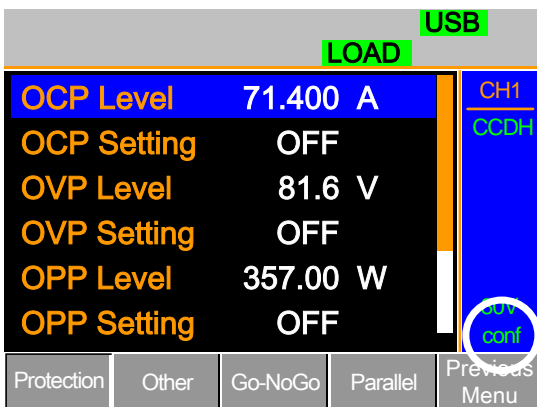 USB
LOAD
OCP Level 71.400 A
OCP Setting OFF
OVP Level 81.6 V
OVP Setting OFF
OPP Level 357.00 W
OPP Setting OFF
CH1
CCDH
80V
conf
Protection
Other
Go-NoGo
Parallel
Previous
Menu